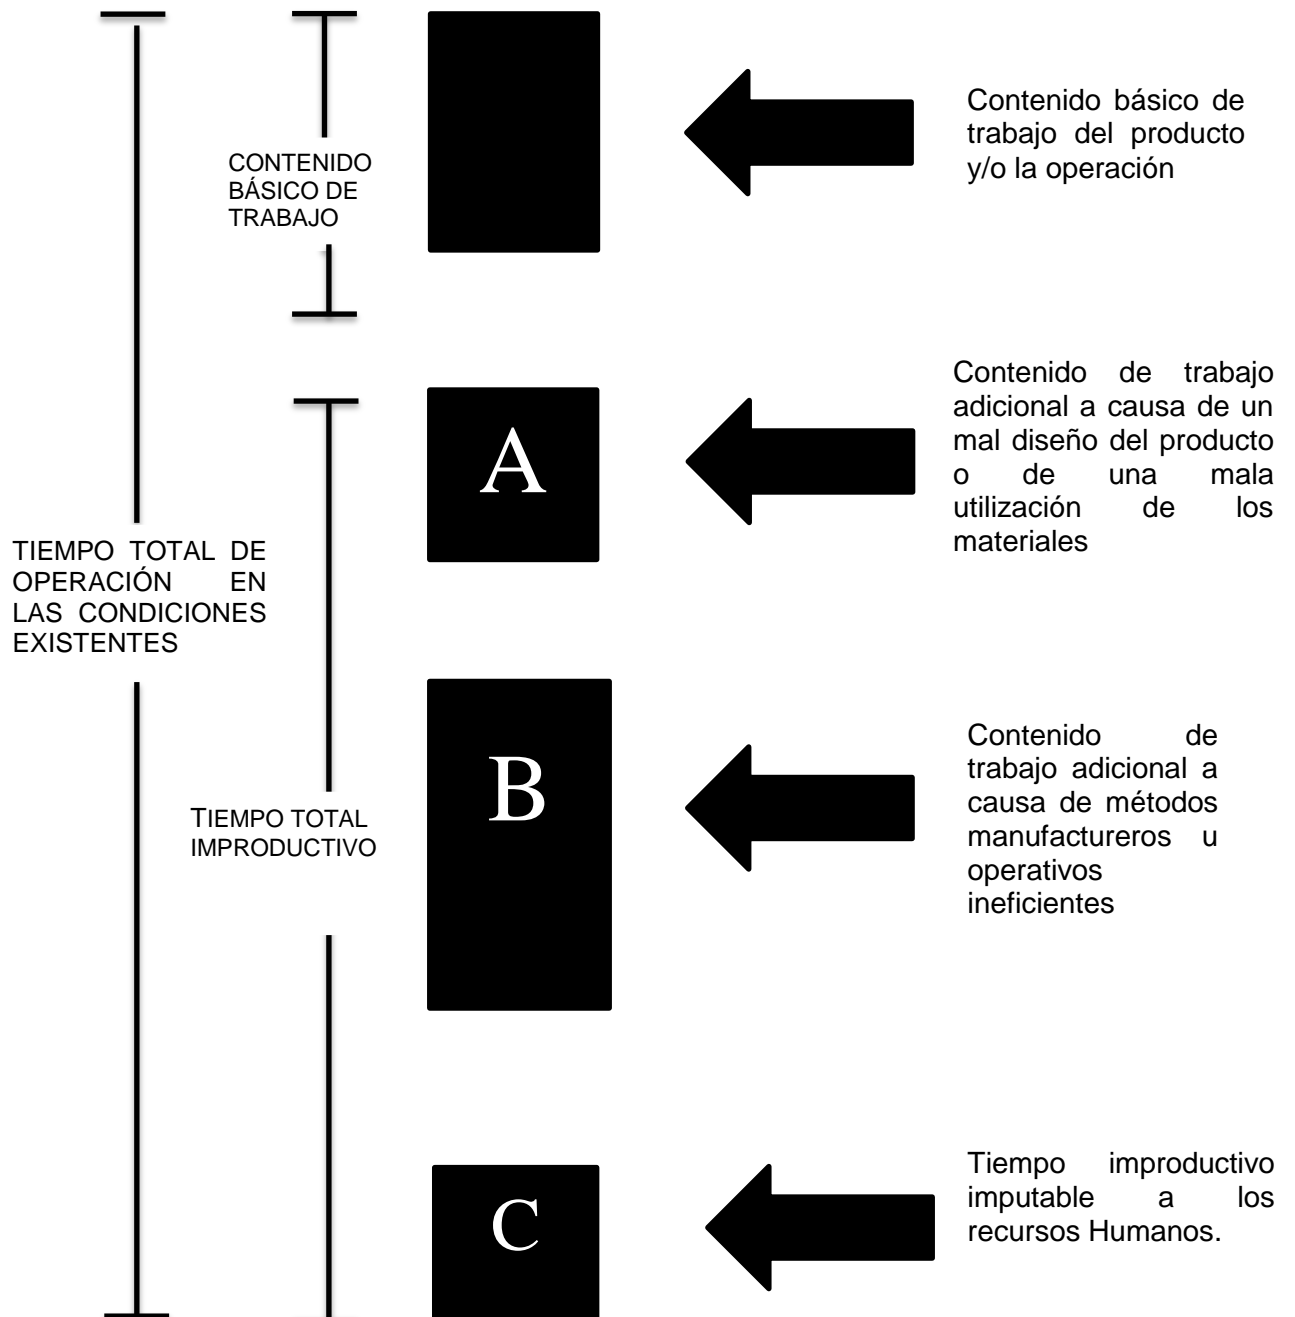 Contenido básico de
trabajo del producto
y/o la operación
CONTENIDO
BÁSICO DE
TRABAJO
Contenido de trabajo
adicional a causa de un
mal diseño del producto
o de una mala
utilización de los
materiales
A
TIEMPO TOTAL DE
OPERACIÓN EN
LAS CONDICIONES
EXISTENTES
Contenido de
trabajo adicional a
causa de métodos
manufactureros u
operativos
ineficientes
B
TIEMPO TOTAL
IMPRODUCTIVO
Tiempo improductivo
imputable a los
recursos Humanos.
C